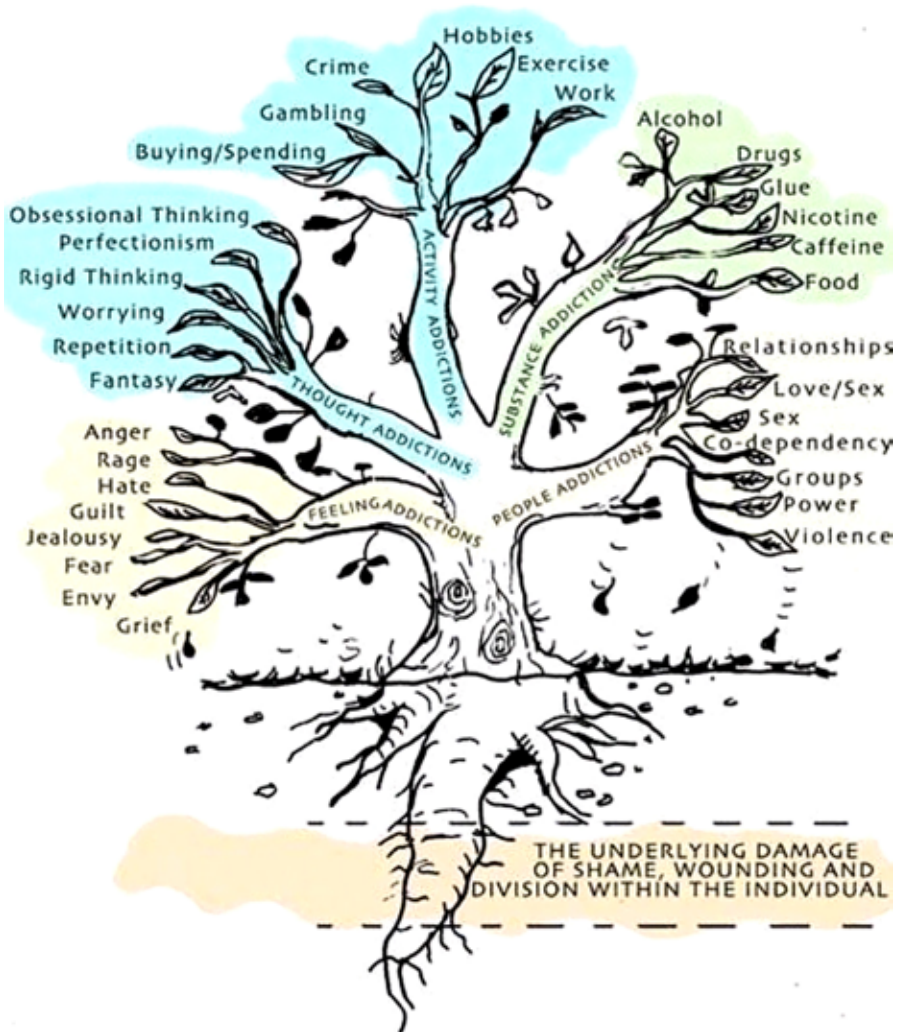 Hobbies
Crime
Exercise
Work
Gambling
Buying/Spending
Alcohol
Drugs
Glue
Nicotine
Caffeine
Food
Obsessional Thinking
Perfectionism
Rigid Thinking
Worrying
Repetition
Fantasy
ACTIVITY ADDICTIONS
SUBSTANCE ADDICTIONS
THOUGHT ADDICTIONS
Relationships
Love/Sex
Sex
Co-dependency
Groups
Power
Violence
PEOPLE ADDICTIONS
Anger
Rage
Hate
Guilt
Jealousy
Fear
Envy
Grief
FEELING ADDICTIONS
THE UNDERLYING DAMAGE
OF SHAME, WOUNDING AND
DIVISION WITHIN THE INDIVIDUAL